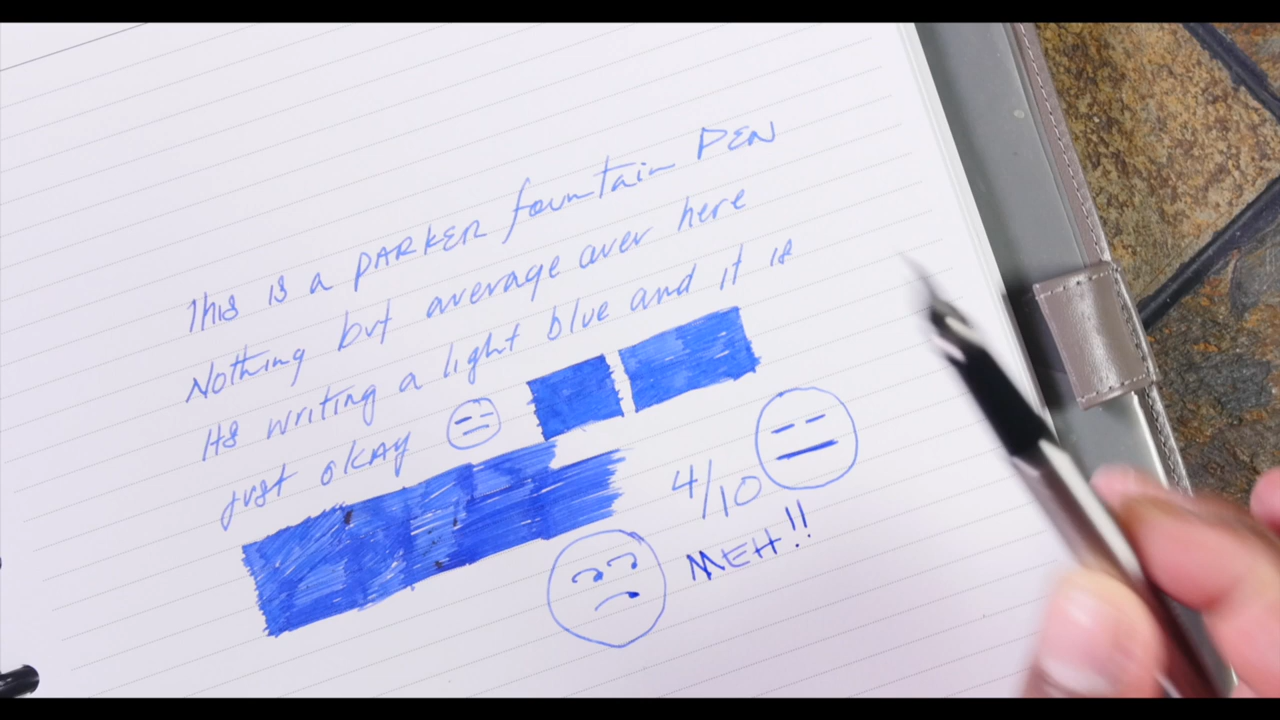 This is a PARKER fountain PEN
Nothing but average over here
Its writing a light blue and it is
just okay
4/10
MEH!!